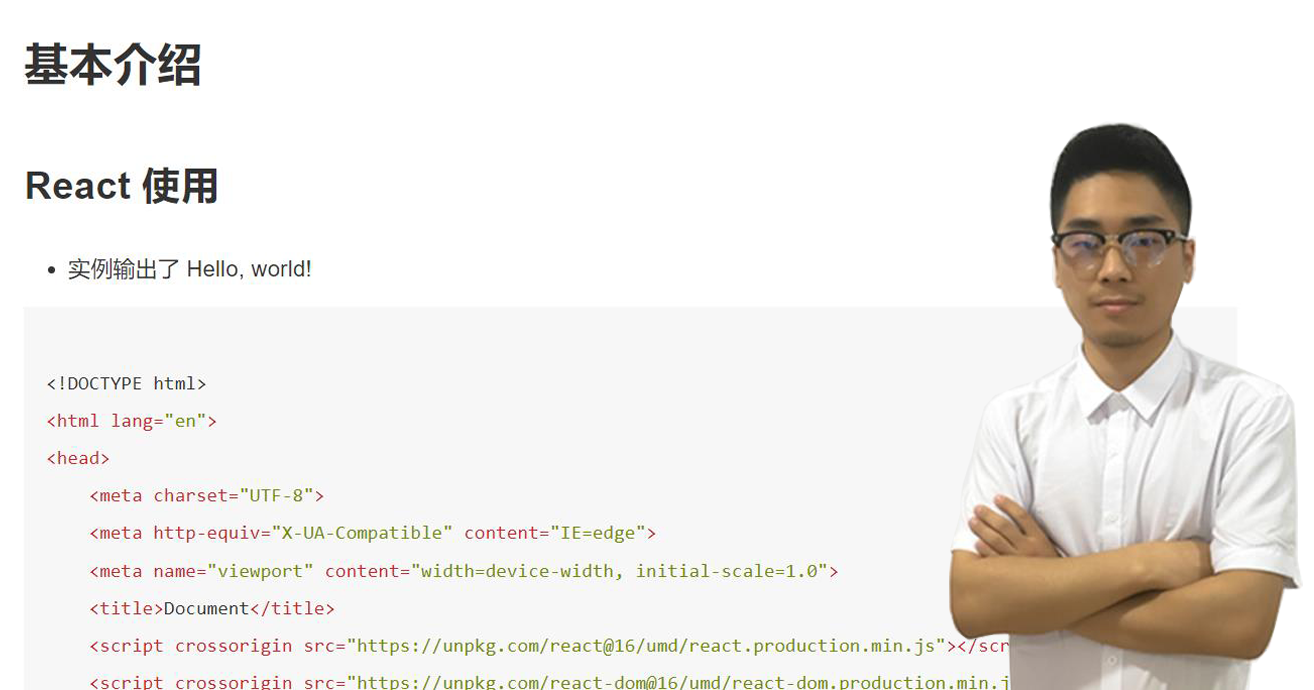 基本介绍
React 使用
实例输出了 Hello, world!
<!DOCTYPE html>
<html lang="en">
<head>
<meta charset="UTF-8">
<meta http-equiv="X-UA-Compatible" content="IE=edge">
<meta name="viewport" content="width=device-width, initial-scale=1.0">
<title>Document</title>
<script crossorigin src="https://unpkg.com/react@16/umd/react.production.min.js"></scr
<script crossorigin src="https://unpkg.com/react-dom@16/umd/react-dom.production.min.j